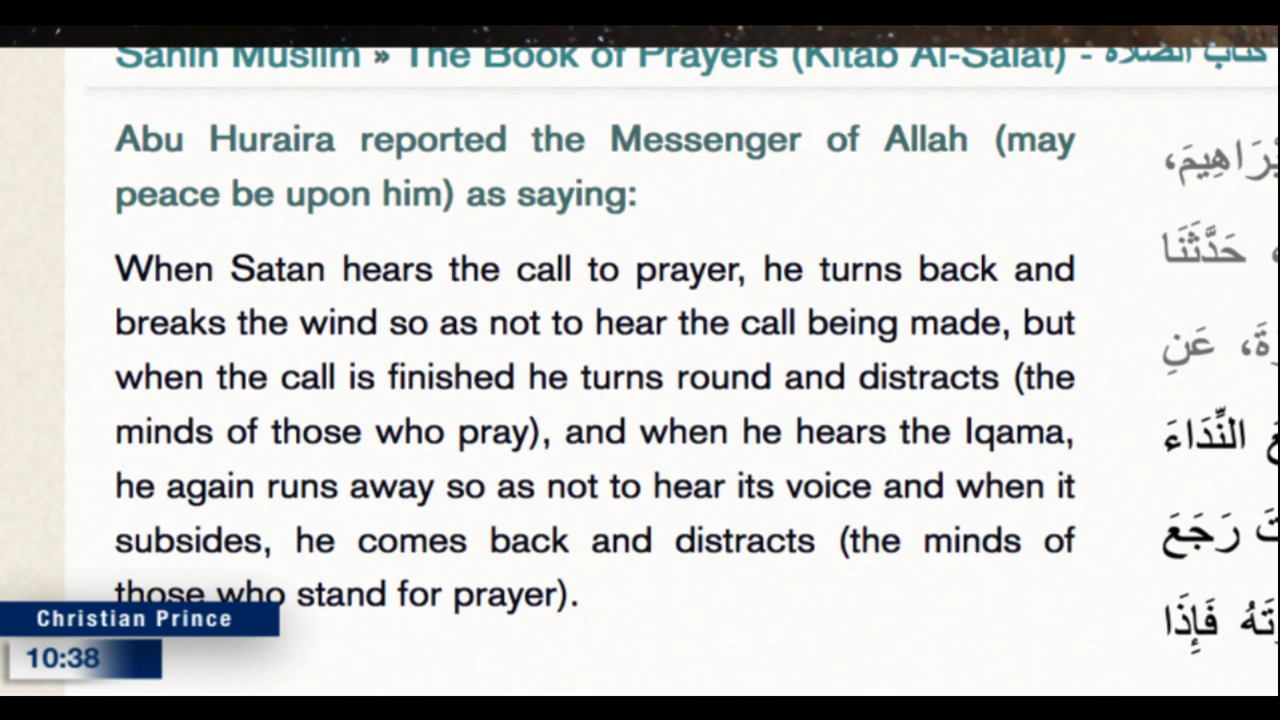 Sahih Muslim » The Book of Prayers (Kitab Al-Salat) - كتاب الصلاة
Abu Huraira reported the Messenger of Allah (may
peace be upon him) as saying:
When Satan hears the call to prayer, he turns back and
breaks the wind so as not to hear the call being made, but
when the call is finished he turns round and distracts (the
minds of those who pray), and when he hears the Iqama,
he again runs away so as not to hear its voice and when it
subsides, he comes back and distracts (the minds of
those who stand for prayer).
حَدَّثَنَا
عَنِ
النِّدَاءَ
رَجَعَ
فَإِذَا
Christian Prince
10:38